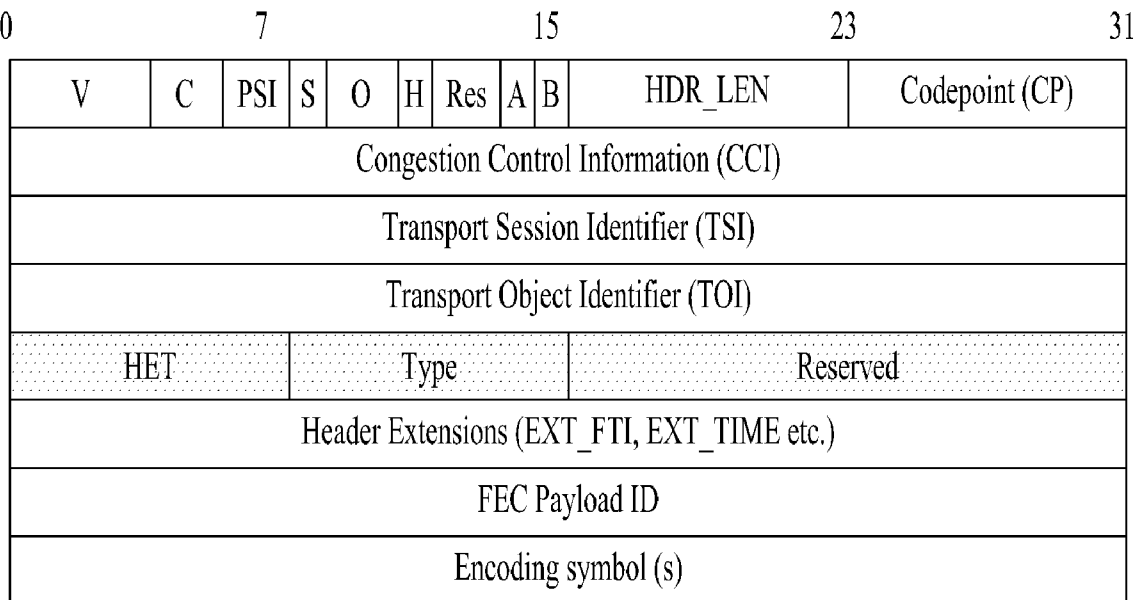 0 7 15 23 31
V C PSI S O H Res A B HDR_LEN Codepoint (CP)
Congestion Control Information (CCI)
Transport Session Identifier (TSI)
Transport Object Identifier (TOI)
HET Type Reserved
Header Extensions (EXT_FTI, EXT_TIME etc.)
FEC Payload ID
Encoding symbol (s)